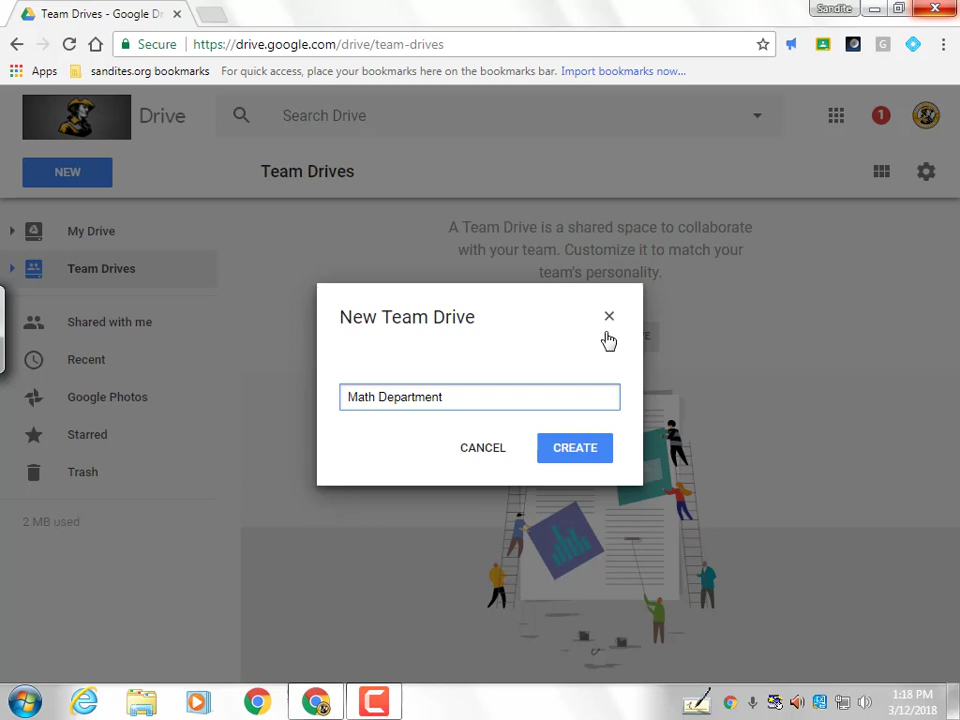 Team Drives - Google Dr
Sandite
Secure https://drive.google.com/drive/team-drives
Apps sandites.org bookmarks For quick access, place your bookmarks here on the bookmarks bar. Import bookmarks now...
Drive Search Drive 1
NEW Team Drives
My Drive
Team Drives
Shared with me
Recent
Google Photos
Starred
Trash
2 MB used
A Team Drive is a shared space to collaborate
with your team. Customize it to match your
team's personality.
New Team Drive
Math Department
CANCEL CREATE
1:18 PM
3/12/2018